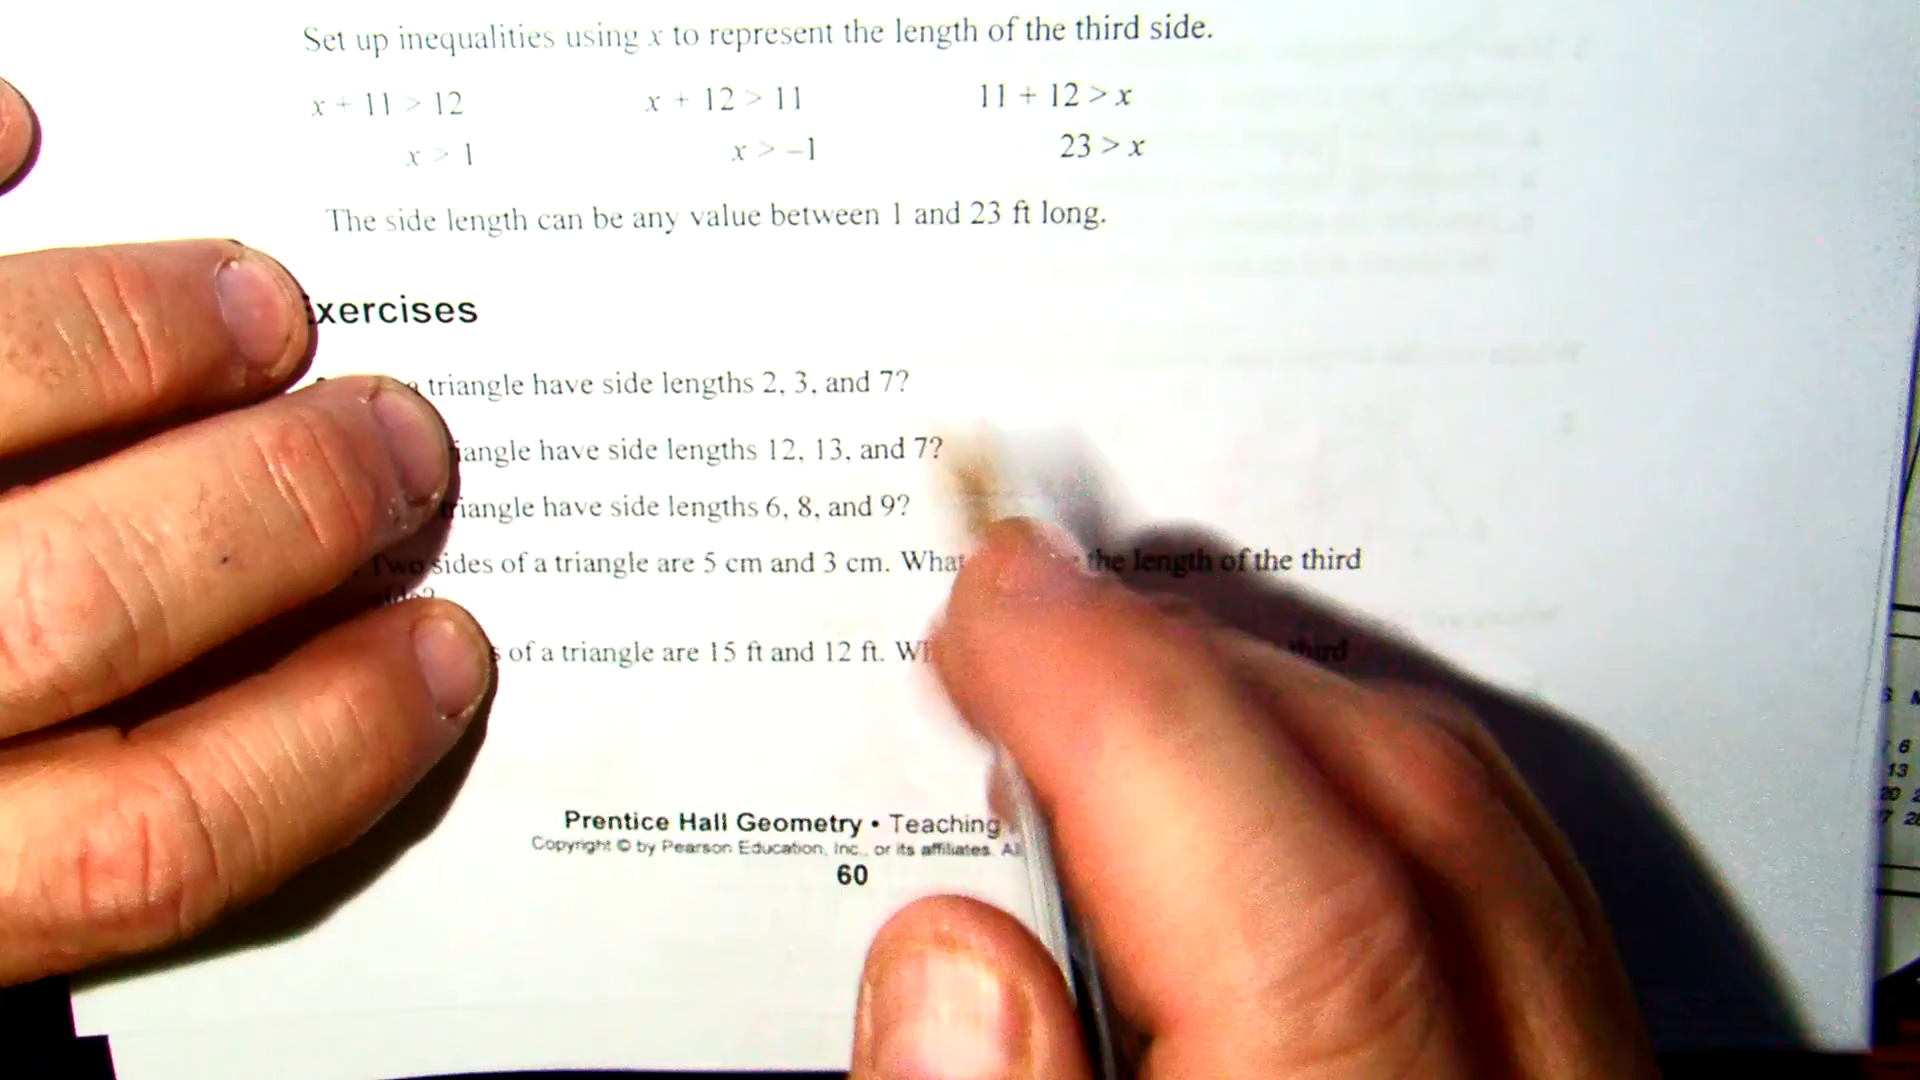 Set up inequalities using x to represent the length of the third side.
x + 11 > 12 x + 12 > 11 11 + 12 > x
x > 1 x > –1 23 > x
The side length can be any value between 1 and 23 ft long.
xercises
triangle have side lengths 2, 3, and 7?
iangle have side lengths 12, 13, and 7?
riangle have side lengths 6, 8, and 9?
Two sides of a triangle are 5 cm and 3 cm. What the length of the third
side?
s of a triangle are 15 ft and 12 ft. third
Prentice Hall Geometry • Teaching
Copyright © by Pearson Education, Inc., or its affiliates.
60
6
13
20